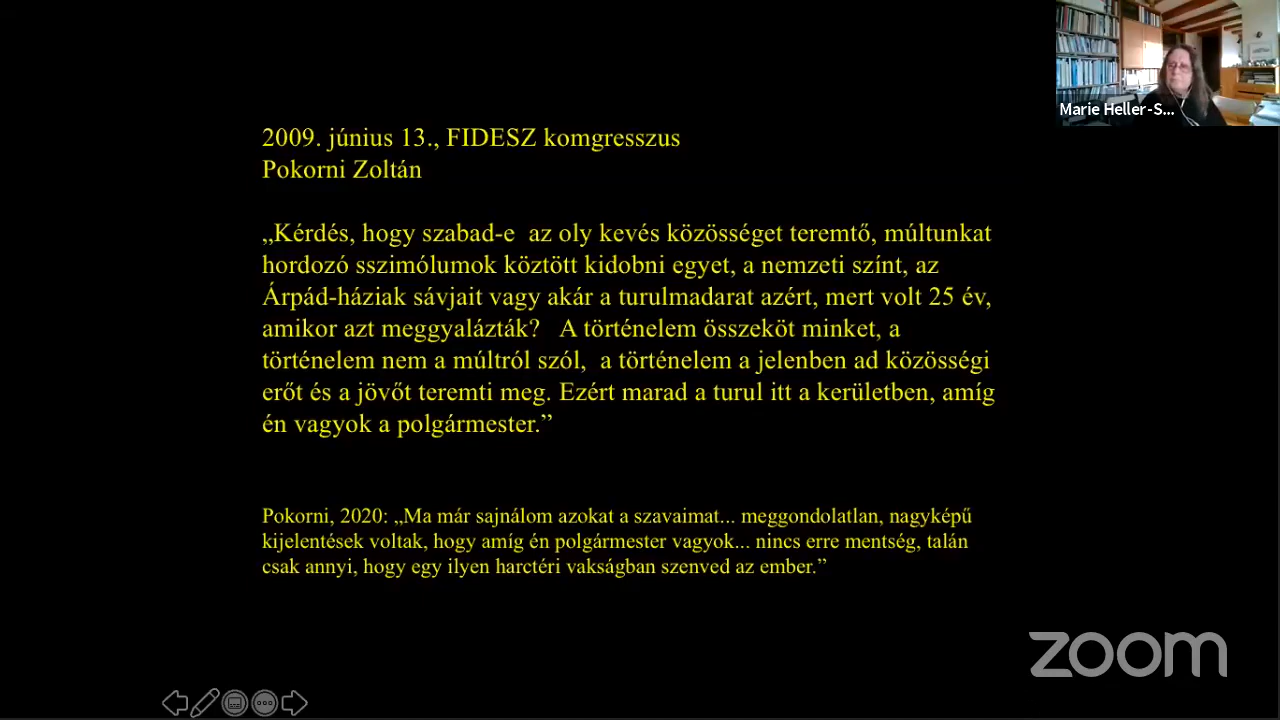 Marie Heller-S...
2009. június 13., FIDESZ komgresszus
Pokorni Zoltán
„Kérdés, hogy szabad-e az oly kevés közösséget teremtő, múltunkat
hordozó sszimólumok köztött kidobni egyet, a nemzeti színt, az
Árpád-háziak sávjait vagy akár a turulmadarat azért, mert volt 25 év,
amikor azt meggyalázták? A történelem összeköt minket, a
történelem nem a múltról szól, a történelem a jelenben ad közösségi
erőt és a jövőt teremti meg. Ezért marad a turul itt a kerületben, amíg
én vagyok a polgármester.”
Pokorni, 2020: „Ma már sajnálom azokat a szavaimat... meggondolatlan, nagyképű
kijelentések voltak, hogy amíg én polgármester vagyok... nincs erre mentség, talán
csak annyi, hogy egy ilyen harctéri vakságban szenved az ember.”
zoom